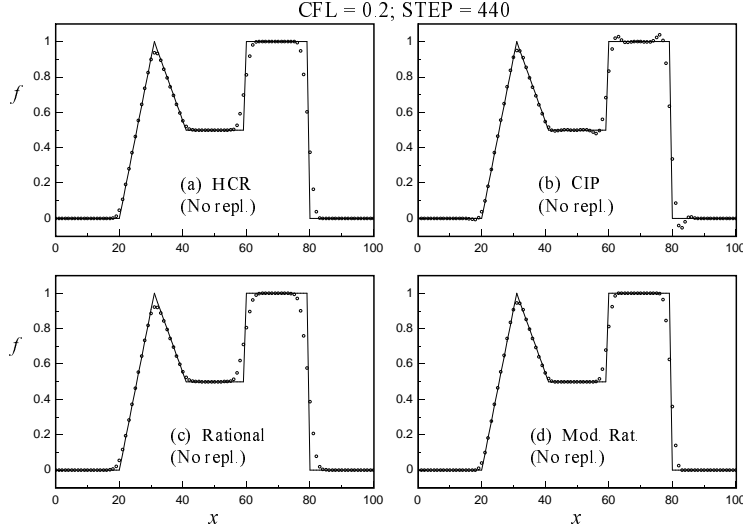 CFL = 0.2; STEP = 440
1
0.8
f
0.6
0.4
0.2
0
(a) HCR
(No repl.)
0 20 40 60 80 100
1
0.8
0.6
0.4
0.2
0
(b) CIP
(No repl.)
0 20 40 60 80 100
1
0.8
f
0.6
0.4
0.2
0
(c) Rational
(No repl.)
0 20 40 60 80 100
x
1
0.8
0.6
0.4
0.2
0
(d) Mod. Rat.
(No repl.)
0 20 40 60 80 100
x